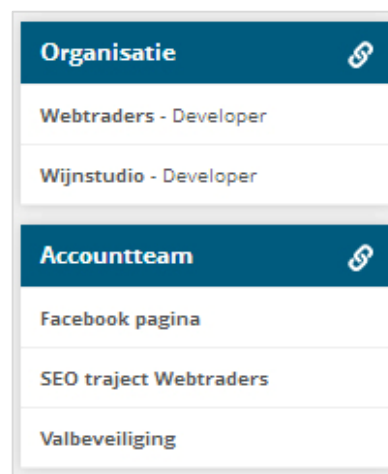 Organisatie
Webtraders - Developer
Wijnstudio - Developer
Accountteam
Facebook pagina
SEO traject Webtraders
Valbeveiliging